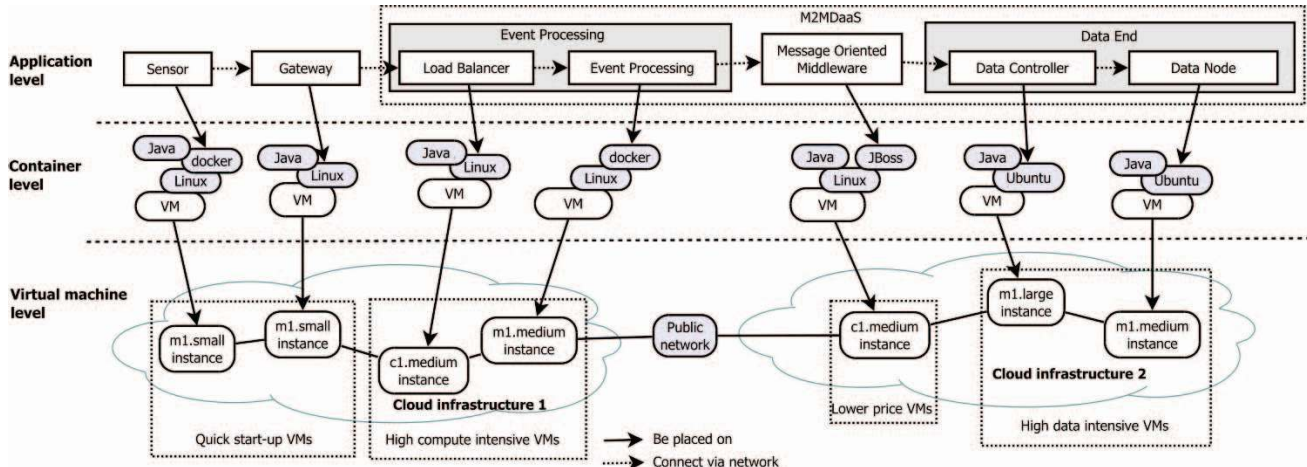 M2MDaaS
Event Processing
Data End
Application
level
Sensor
Gateway
Load Balancer
Event Processing
Message Oriented
Middleware
Data Controller
Data Node
Container
level
Java
docker
Linux
VM
Java
Linux
VM
Java
Linux
VM
docker
Linux
VM
Java
JBoss
Linux
VM
Java
Ubuntu
VM
Java
Ubuntu
VM
Virtual machine
level
m1.small
instance
m1.small
instance
c1.medium
instance
m1.medium
instance
Public
network
c1.medium
instance
m1.large
instance
m1.medium
instance
Cloud infrastructure 1
Cloud infrastructure 2
Quick start-up VMs
High compute intensive VMs
Lower price VMs
High data intensive VMs
Be placed on
Connect via network